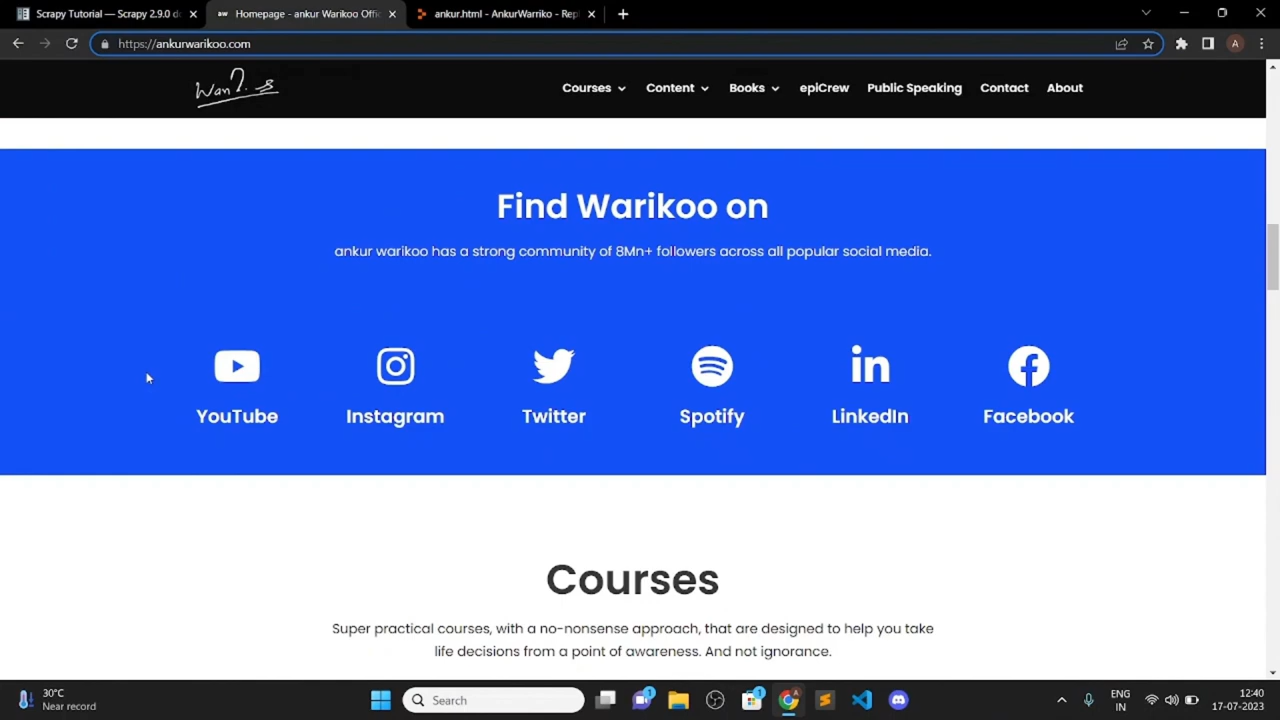 Scrapy Tutorial — Scrapy 2.9.0 d
Homepage - ankur Warikoo Offi
ankur.html - AnkurWarriko - Repl
https://ankurwarikoo.com
A
Courses
Content
Books
epiCrew
Public Speaking
Contact
About
Find Warikoo on
ankur warikoo has a strong community of 8Mn+ followers across all popular social media.
YouTube
Instagram
Twitter
Spotify
LinkedIn
Facebook
Courses
Super practical courses, with a no-nonsense approach, that are designed to help you take
life decisions from a point of awareness. And not ignorance.
30°C
Near record
Search
ENG
IN
12:40
17-07-2023